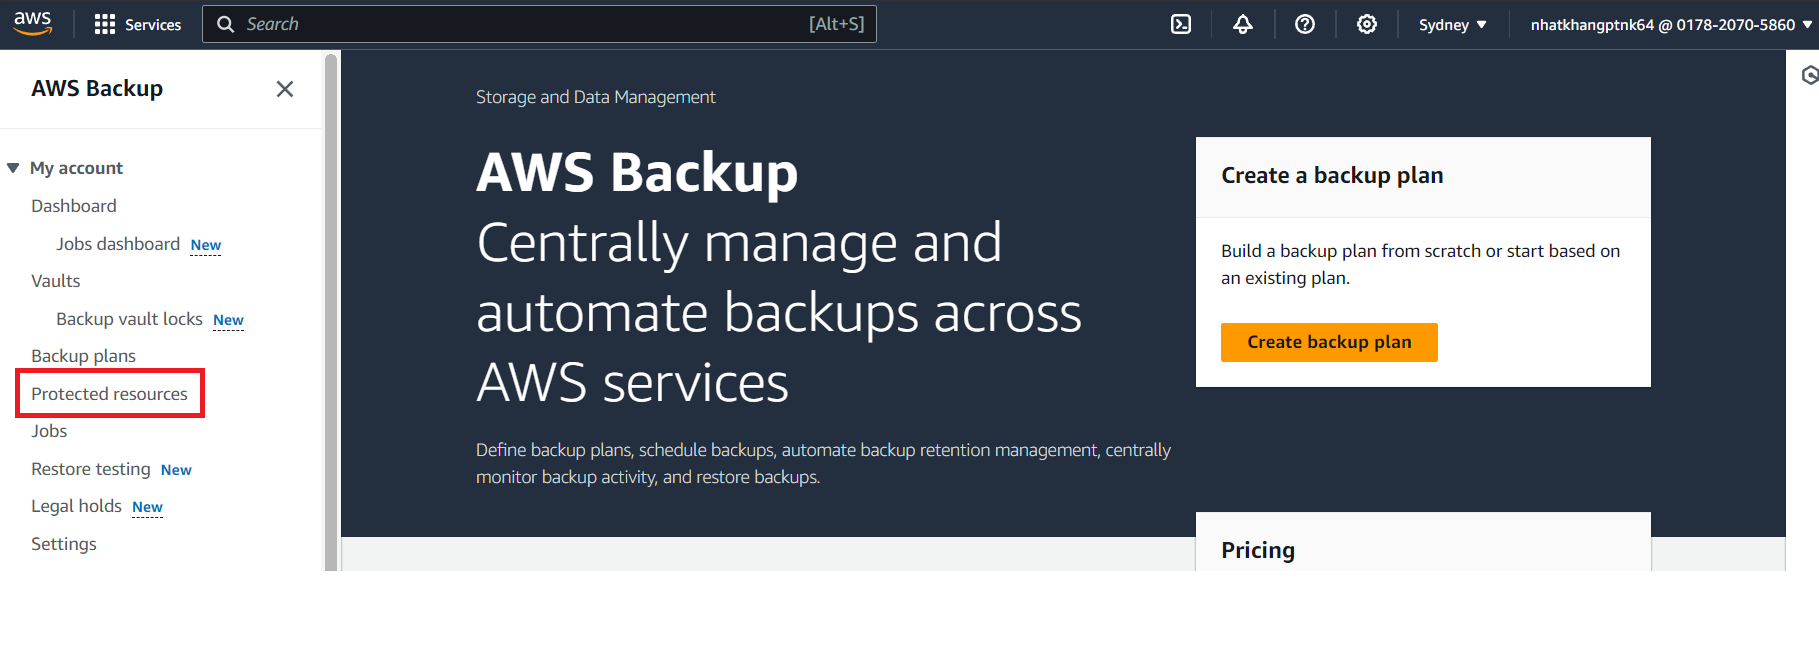 aws
Services
Search [Alt+S]
Sydney ▼
nhatkhangptnk64 @ 0178-2070-5860 ▼
AWS Backup
My account
Dashboard
Jobs dashboard New
Vaults
Backup vault locks New
Backup plans
Protected resources
Jobs
Restore testing New
Legal holds New
Settings
Storage and Data Management
AWS Backup
Centrally manage and
automate backups across
AWS services
Define backup plans, schedule backups, automate backup retention management, centrally
monitor backup activity, and restore backups.
Create a backup plan
Build a backup plan from scratch or start based on
an existing plan.
Create backup plan
Pricing